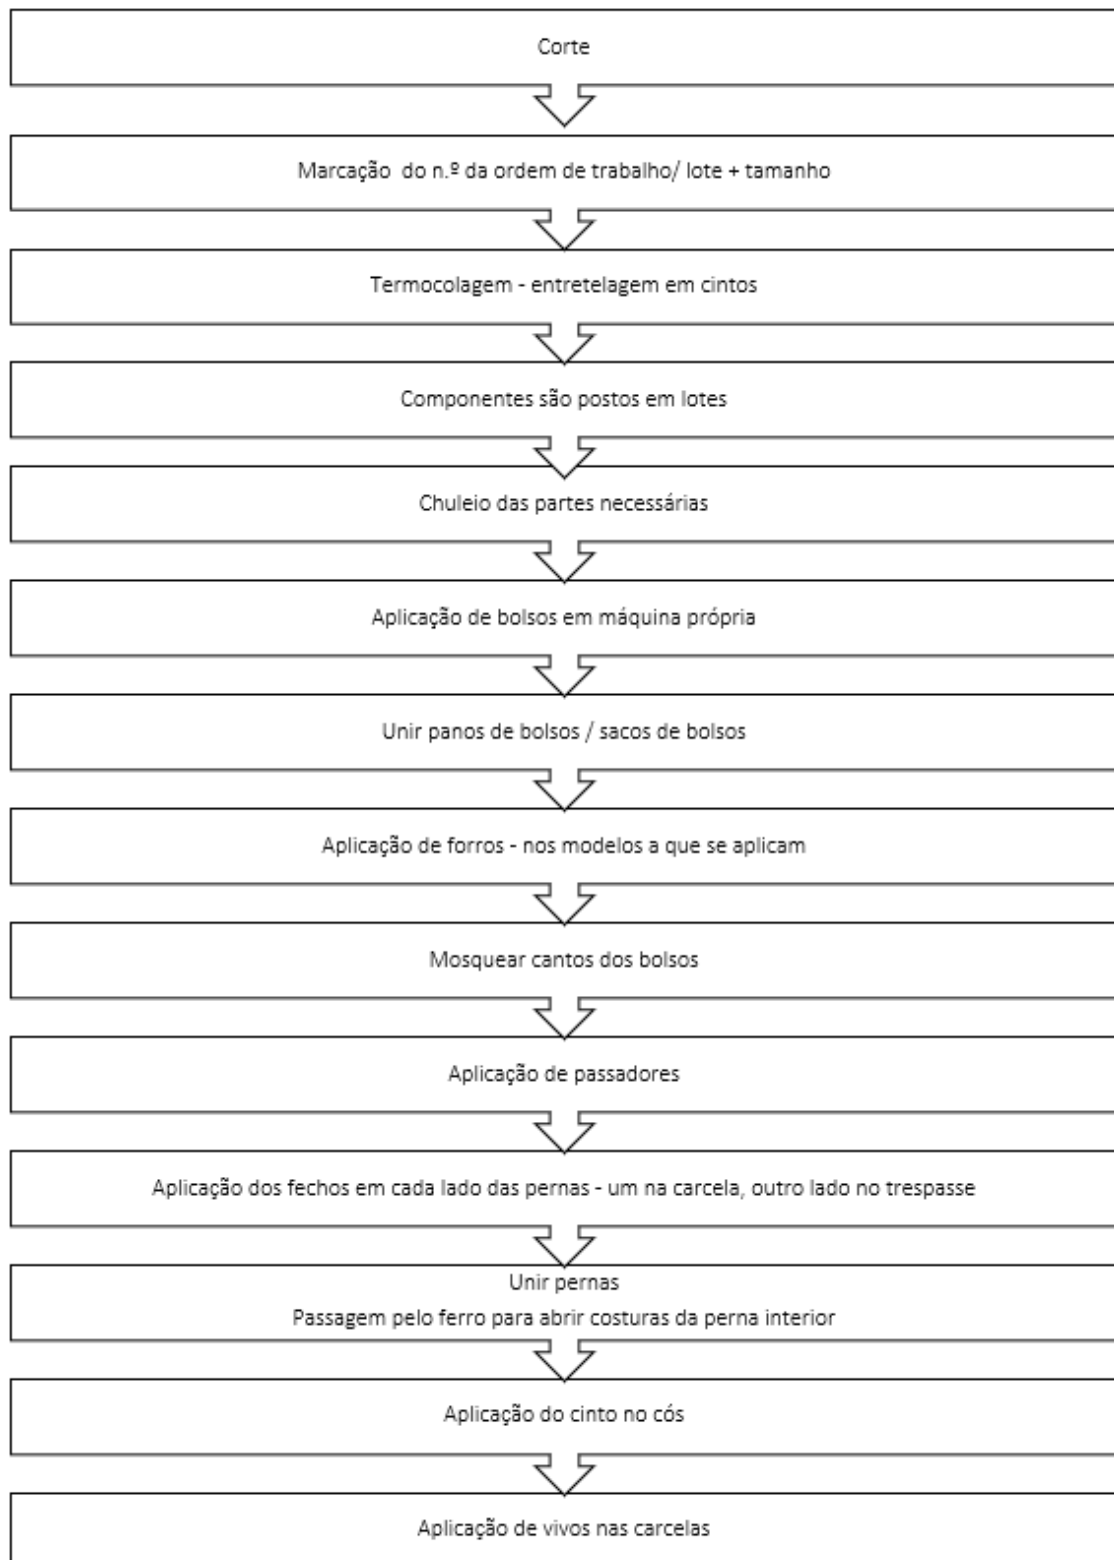 Corte
Marcação do n.º da ordem de trabalho/ lote + tamanho
Termocolagem - entretelagem em cintos
Componentes são postos em lotes
Chuleio das partes necessárias
Aplicação de bolsos em máquina própria
Unir panos de bolsos / sacos de bolsos
Aplicação de forros - nos modelos a que se aplicam
Mosquear cantos dos bolsos
Aplicação de passadores
Aplicação dos fechos em cada lado das pernas - um na carcela, outro lado no trespasse
Unir pernas
Passagem pelo ferro para abrir costuras da perna interior
Aplicação do cinto no cós
Aplicação de vivos nas carcelas